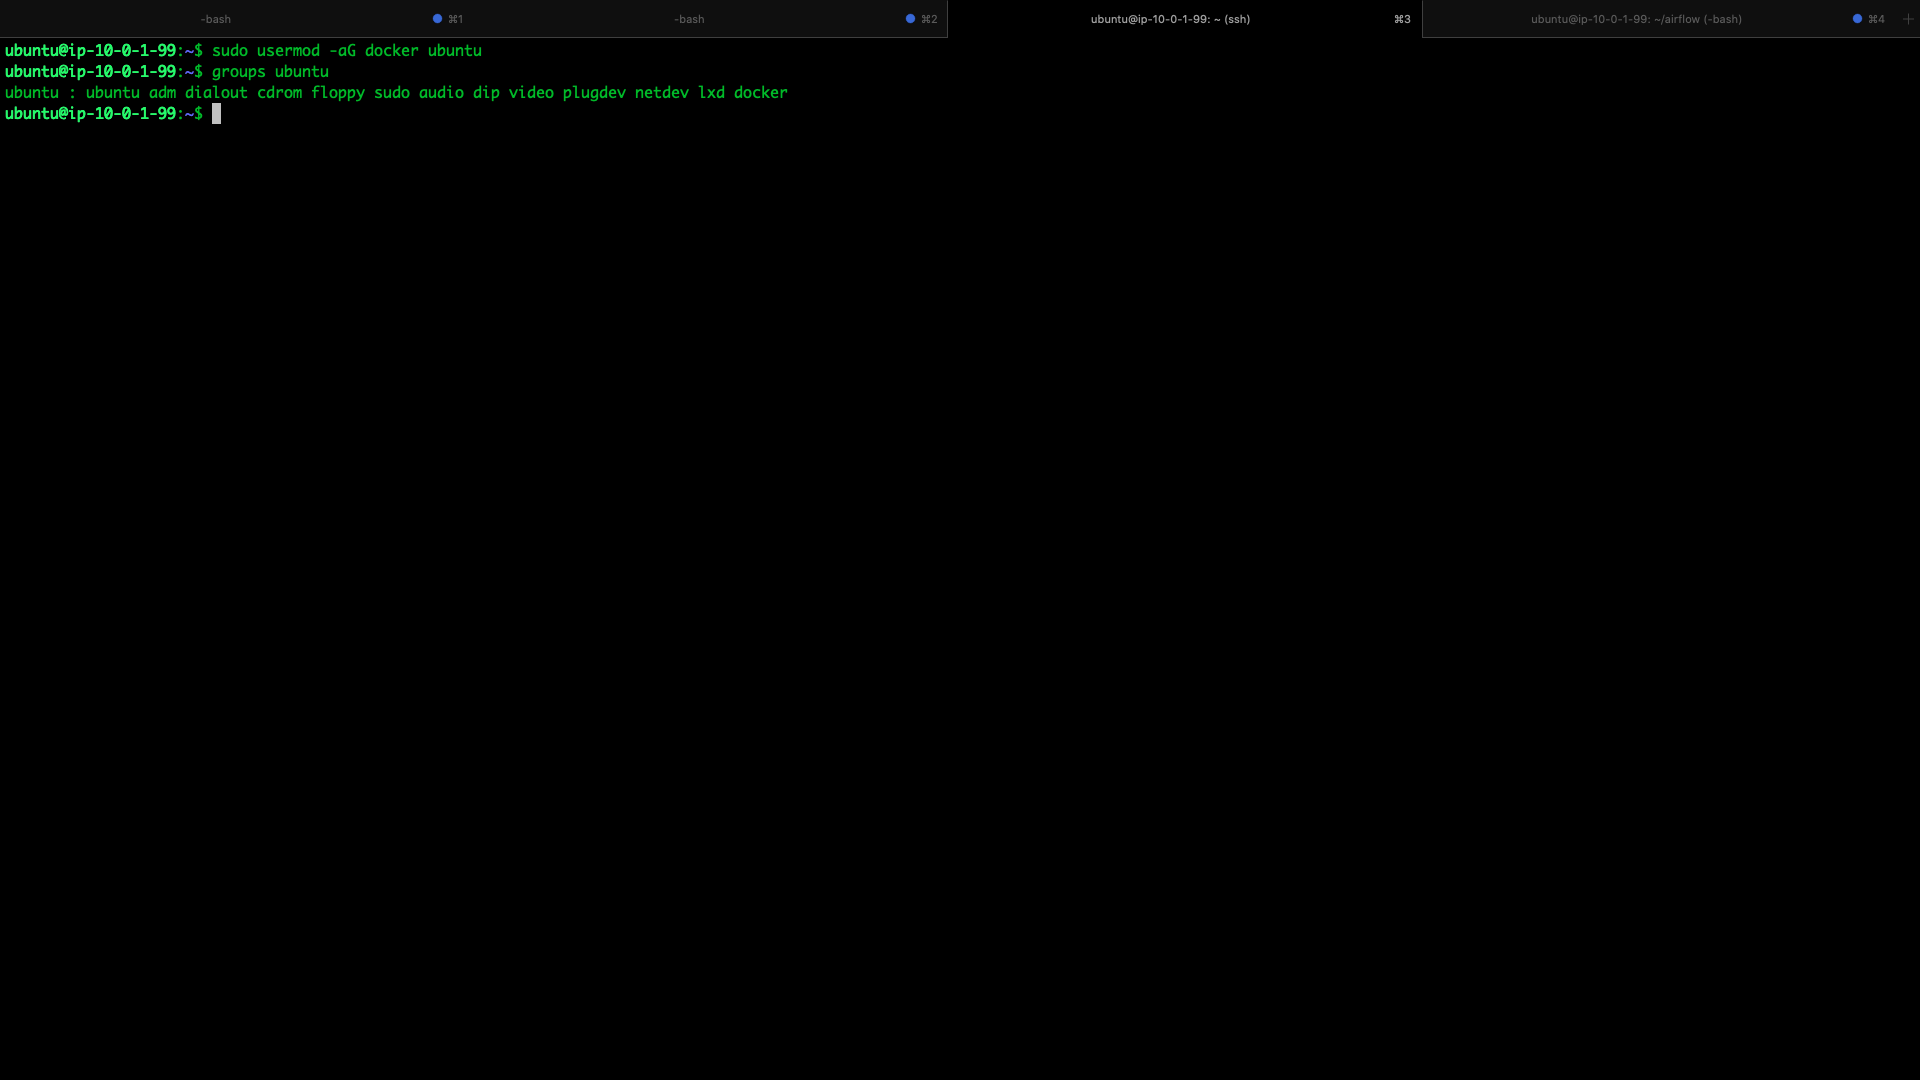 -bash ⌘1 -bash ⌘2 ubuntu@ip-10-0-1-99: ~ (ssh) ⌘3 ubuntu@ip-10-0-1-99: ~/airflow (-bash) ⌘4 +
ubuntu@ip-10-0-1-99:~$ sudo usermod -aG docker ubuntu
ubuntu@ip-10-0-1-99:~$ groups ubuntu
ubuntu : ubuntu adm dialout cdrom floppy sudo audio dip video plugdev netdev lxd docker
ubuntu@ip-10-0-1-99:~$